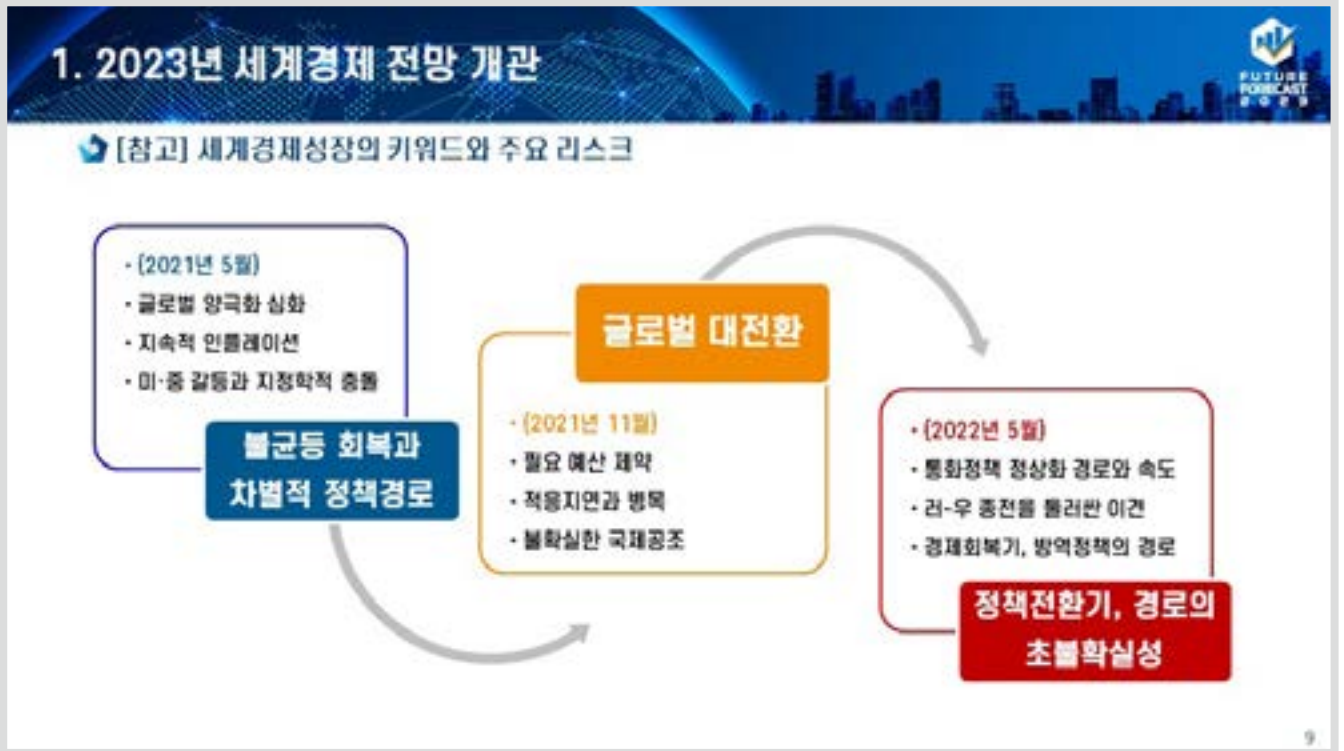 1. 2023년 세계경제 전망 개관
FUTURE
FORECAST
2023
[참고] 세계경제성장의 키워드와 주요 리스크
· (2021년 5월)
· 글로벌 양극화 심화
· 지속적 인플레이션
· 미·중 갈등과 지정학적 충돌
불균등 회복과
차별적 정책경로
글로벌 대전환
· (2021년 11월)
· 필요 예산 제약
· 적응지연과 병목
· 불확실한 국제공조
· (2022년 5월)
· 통화정책 정상화 경로와 속도
· 러-우 종전을 둘러싼 이견
· 경제회복기, 방역정책의 경로
정책전환기, 경로의
초불확실성
9